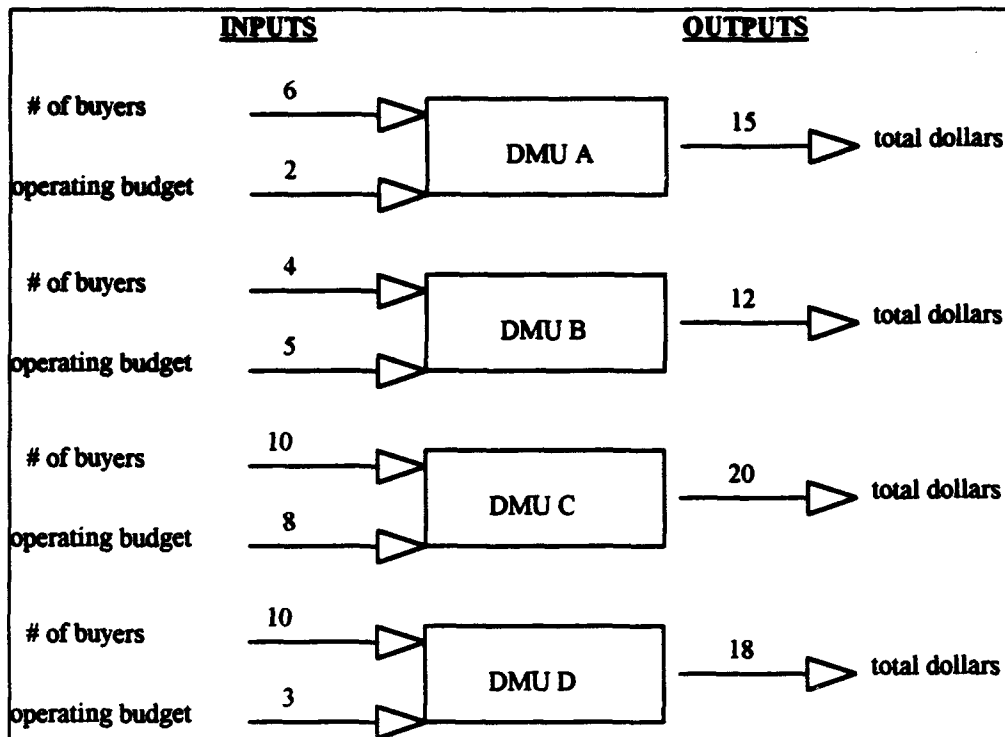 INPUTS OUTPUTS
# of buyers 6
DMU A 15 total dollars
operating budget 2
# of buyers 4
DMU B 12 total dollars
operating budget 5
# of buyers 10
DMU C 20 total dollars
operating budget 8
# of buyers 10
DMU D 18 total dollars
operating budget 3